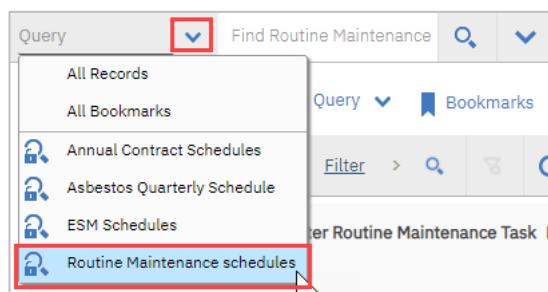 Query Find Routine Maintenance
All Records
All Bookmarks
Query Bookmarks
Annual Contract Schedules
Filter >
Asbestos Quarterly Schedule
ESM Schedules
er Routine Maintenance Task
Routine Maintenance schedules